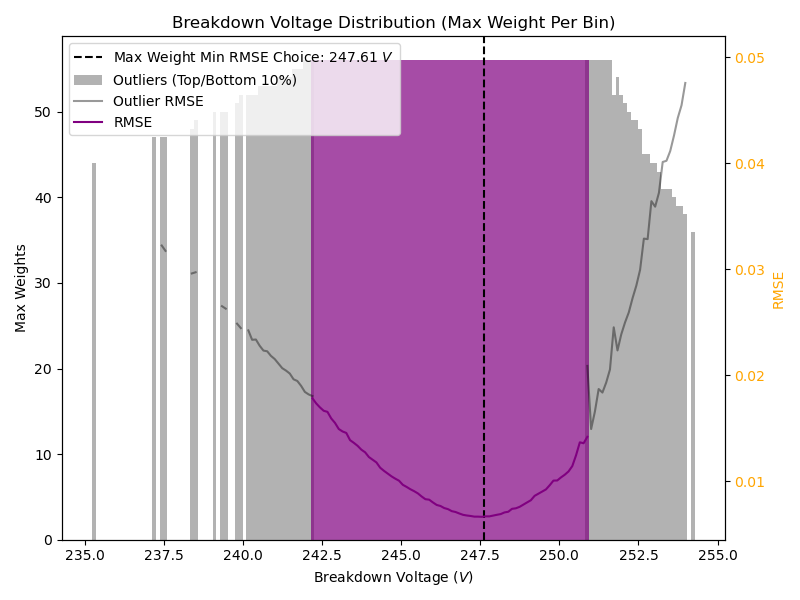 Breakdown Voltage Distribution (Max Weight Per Bin)
Max Weight Min RMSE Choice: 247.61 V
Outliers (Top/Bottom 10%)
Outlier RMSE
RMSE
Max Weights
50
40
30
20
10
0
0.05
0.04
0.03
0.02
0.01
RMSE
235.0 237.5 240.0 242.5 245.0 247.5 250.0 252.5 255.0
Breakdown Voltage (V)